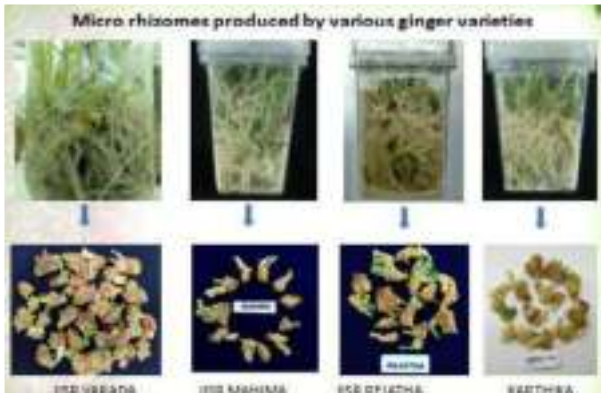 Micro rhizomes produced by various ginger varieties
IISR VARADA
IISR MAHIMA
IISR REJATHA
KARTHIKA